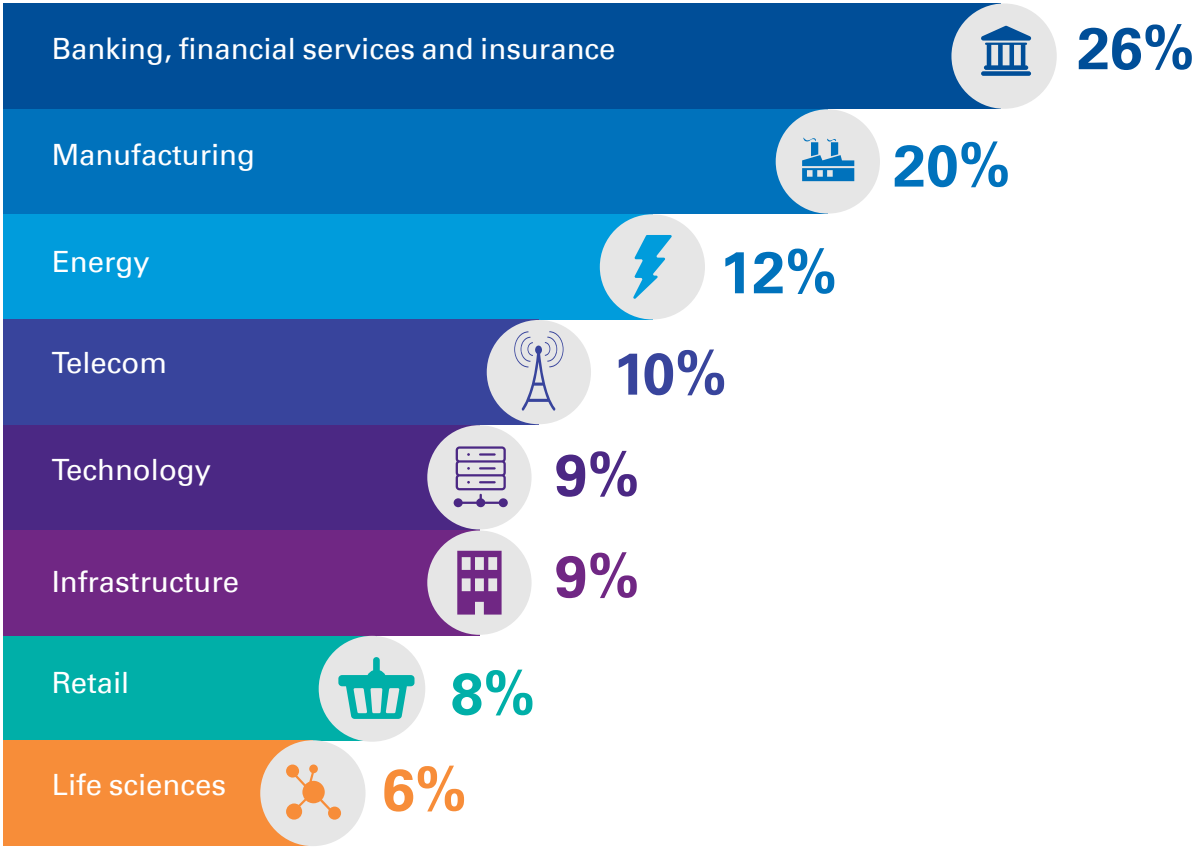 Banking, financial services and insurance 26%
Manufacturing 20%
Energy 12%
Telecom 10%
Technology 9%
Infrastructure 9%
Retail 8%
Life sciences 6%